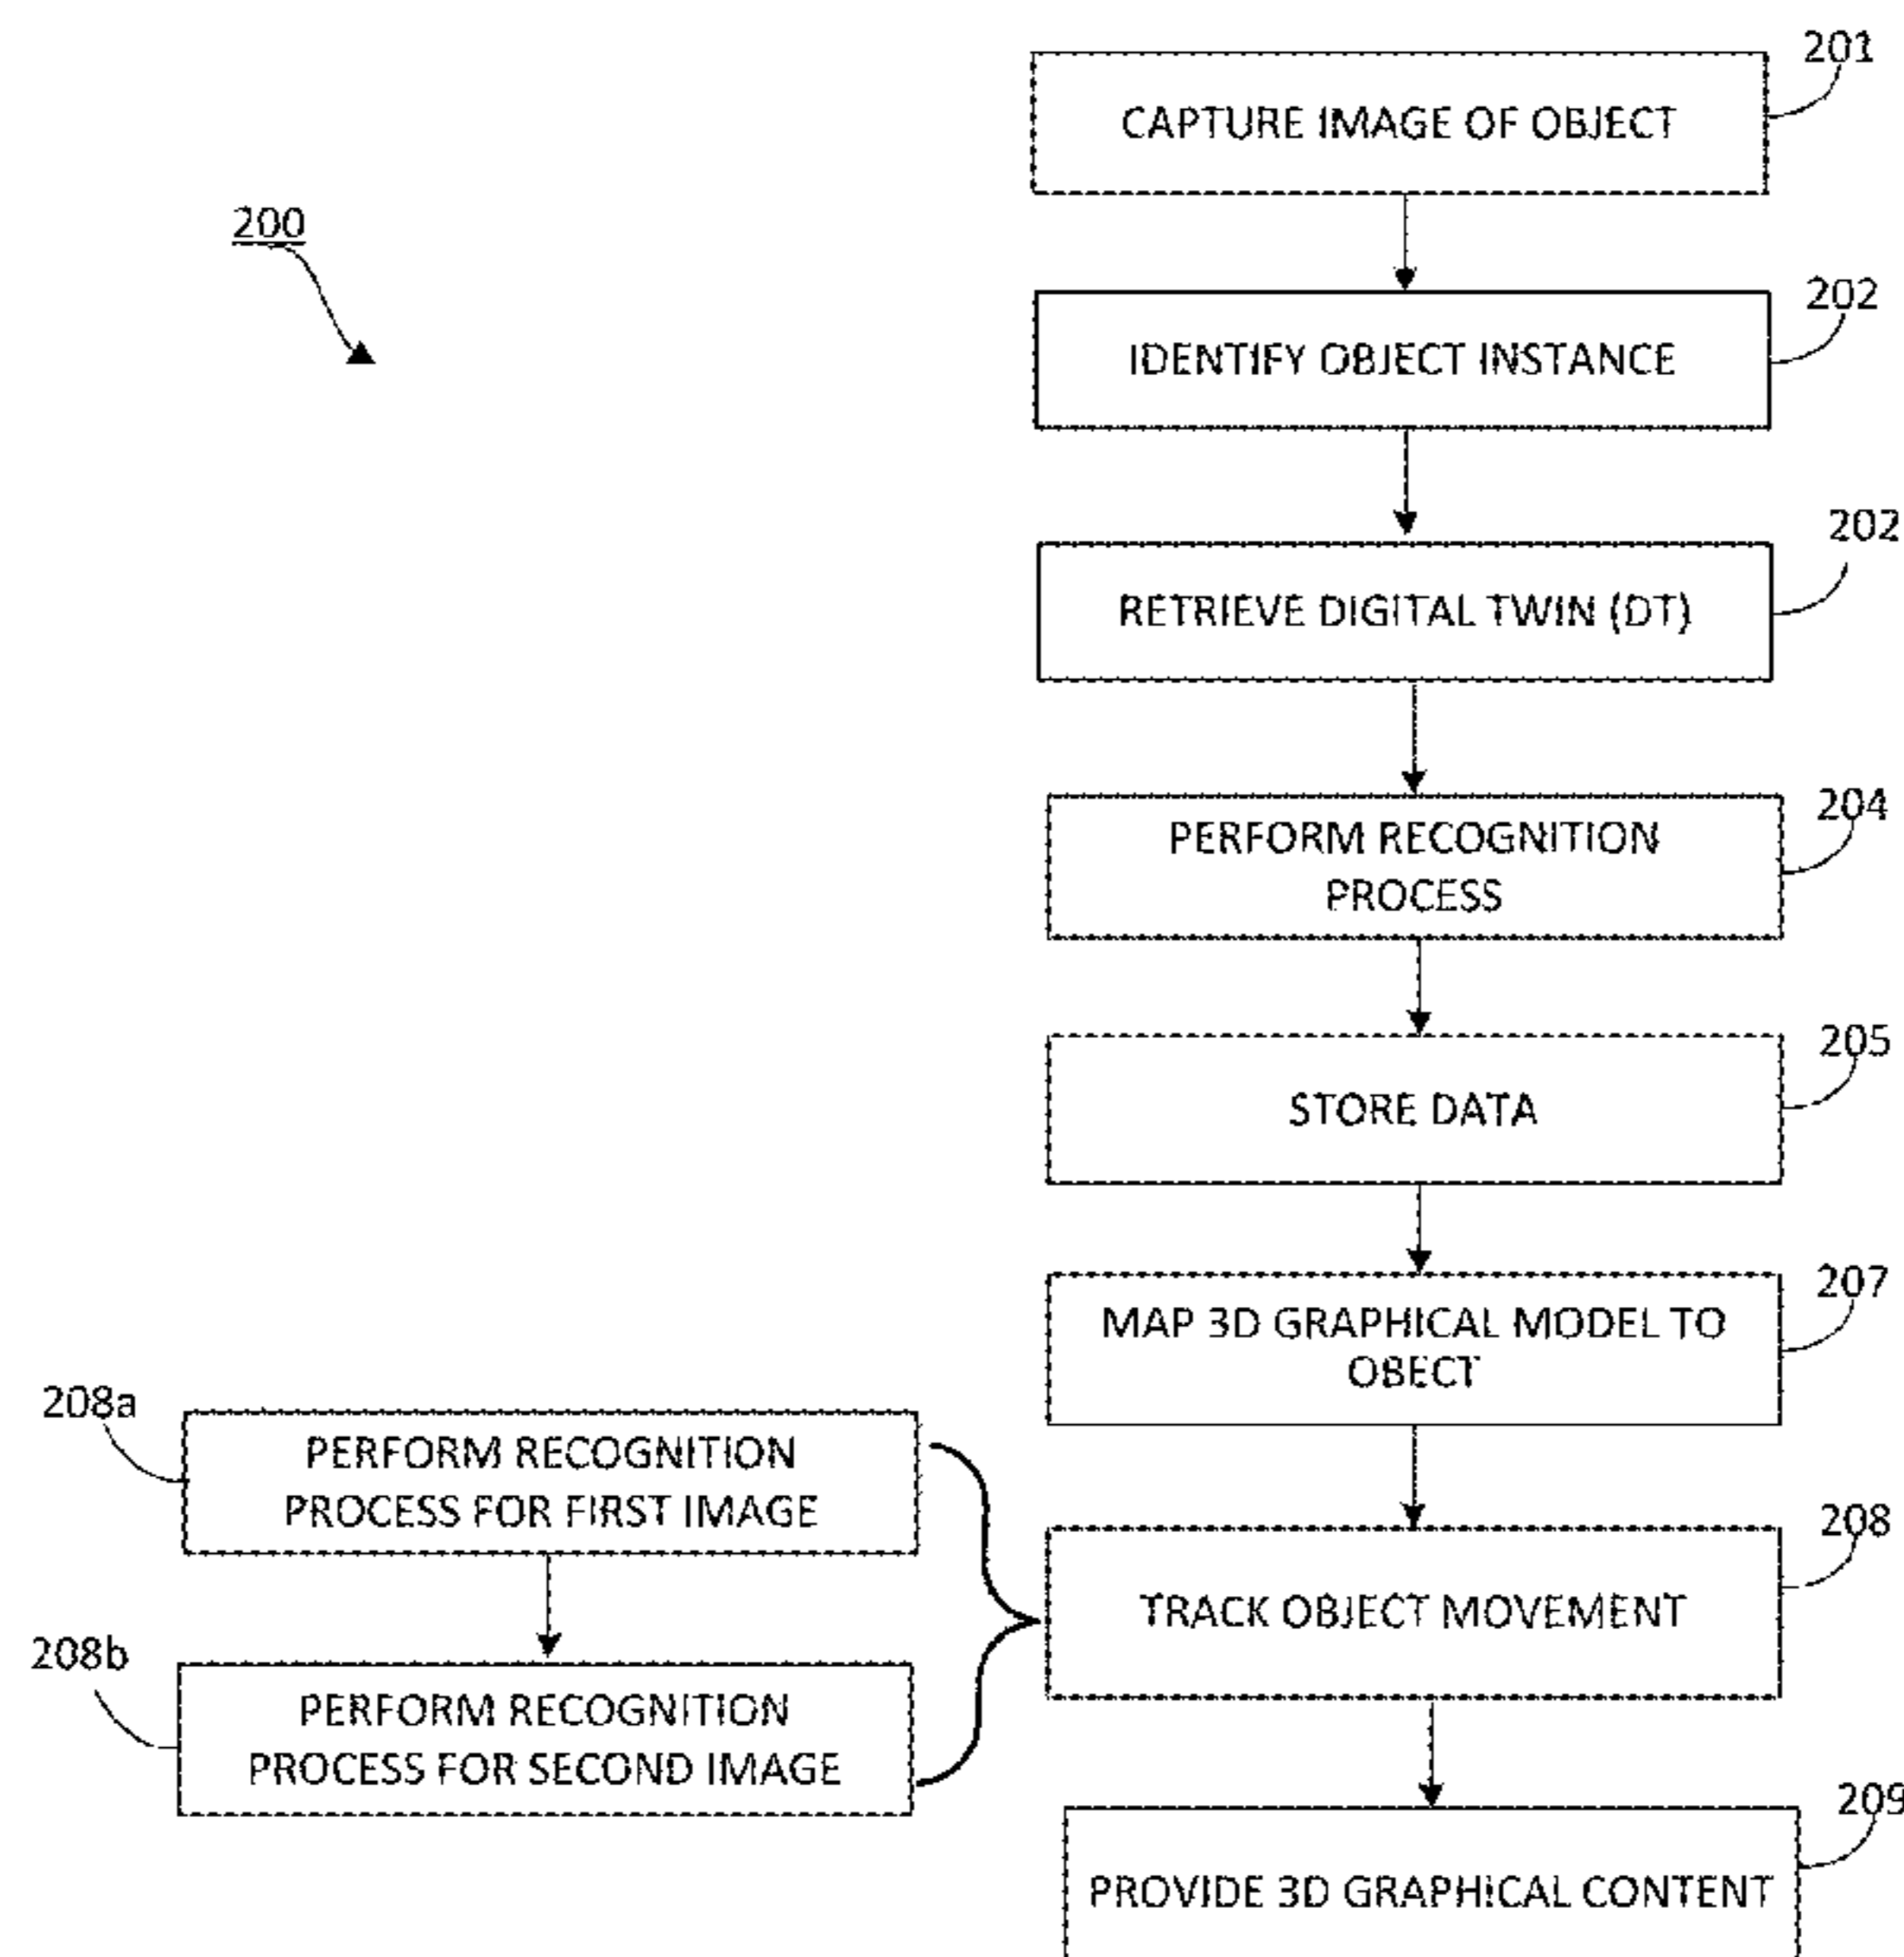 201
CAPTURE IMAGE OF OBJECT
200
202
IDENTIFY OBJECT INSTANCE
202
RETRIEVE DIGITAL TWIN (DT)
204
PERFORM RECOGNITION
PROCESS
205
STORE DATA
207
MAP 3D GRAPHICAL MODEL TO
OBECT
208a
PERFORM RECOGNITION
PROCESS FOR FIRST IMAGE
208
TRACK OBJECT MOVEMENT
208b
PERFORM RECOGNITION
PROCESS FOR SECOND IMAGE
209
PROVIDE 3D GRAPHICAL CONTENT